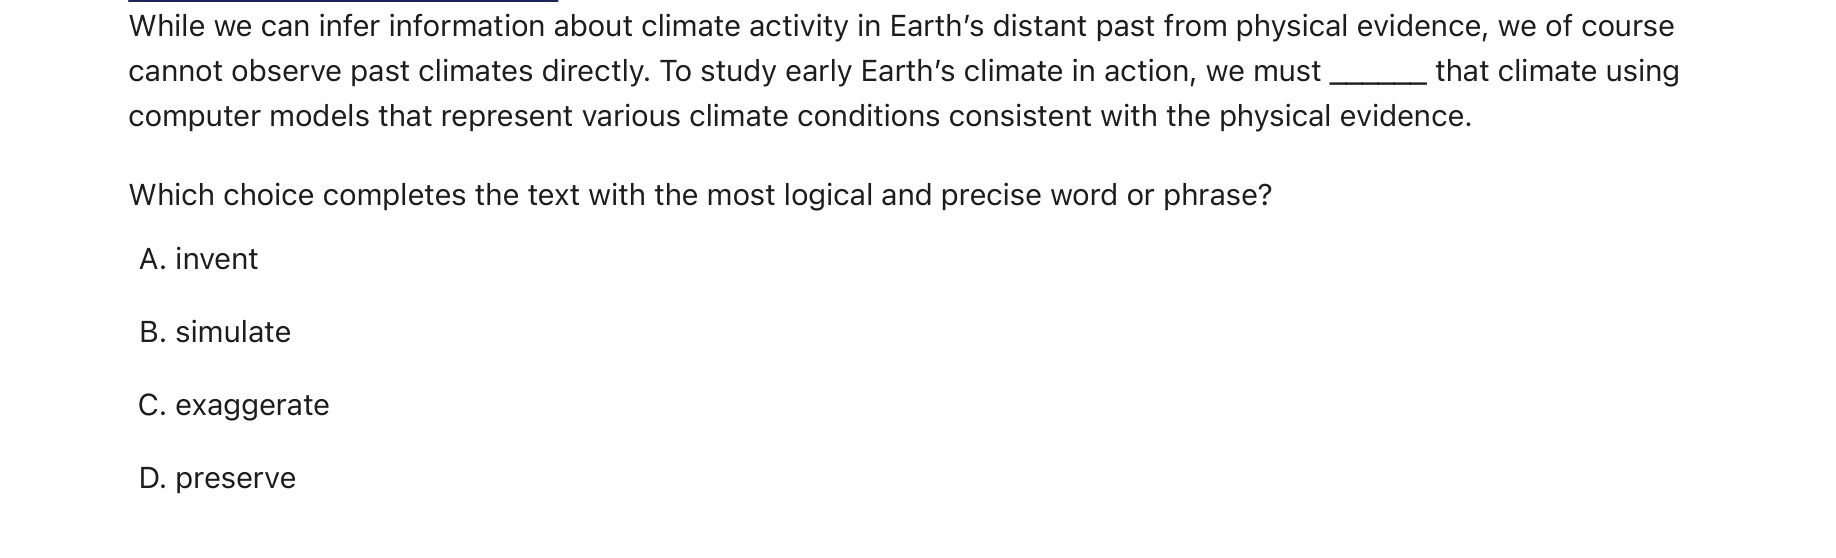 While we can infer information about climate activity in Earth’s distant past from physical evidence, we of course
cannot observe past climates directly. To study early Earth’s climate in action, we must ______ that climate using
computer models that represent various climate conditions consistent with the physical evidence.
Which choice completes the text with the most logical and precise word or phrase?
A. invent
B. simulate
C. exaggerate
D. preserve